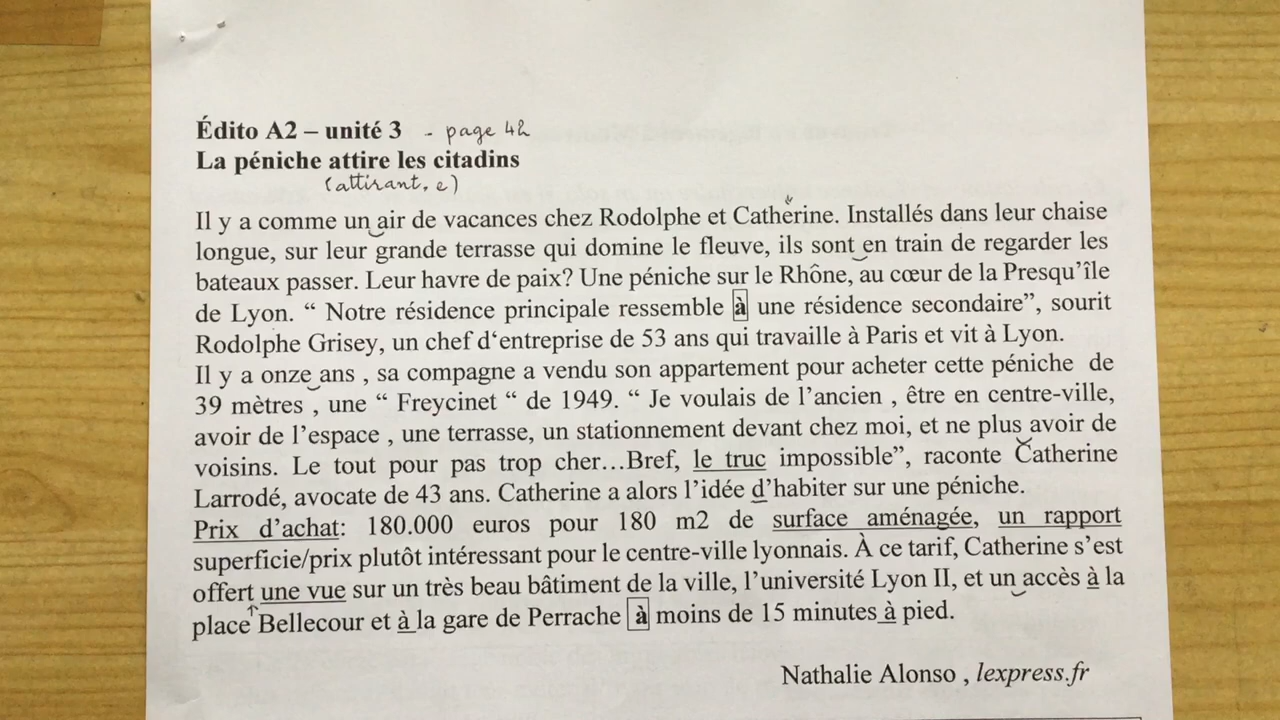 Édito A2 – unité 3 - page 42
La péniche attire les citadins
(attirant, e)
Il y a comme un air de vacances chez Rodolphe et Catherine. Installés dans leur chaise
longue, sur leur grande terrasse qui domine le fleuve, ils sont en train de regarder les
bateaux passer. Leur havre de paix? Une péniche sur le Rhône, au cœur de la Presqu’île
de Lyon. “ Notre résidence principale ressemble à une résidence secondaire”, sourit
Rodolphe Grisey, un chef d‘entreprise de 53 ans qui travaille à Paris et vit à Lyon.
Il y a onze ans , sa compagne a vendu son appartement pour acheter cette péniche de
39 mètres , une “ Freycinet “ de 1949. “ Je voulais de l’ancien , être en centre-ville,
avoir de l’espace , une terrasse, un stationnement devant chez moi, et ne plus avoir de
voisins. Le tout pour pas trop cher…Bref, le truc impossible”, raconte Catherine
Larrodé, avocate de 43 ans. Catherine a alors l’idée d’habiter sur une péniche.
Prix d’achat: 180.000 euros pour 180 m2 de surface aménagée, un rapport
superficie/prix plutôt intéressant pour le centre-ville lyonnais. À ce tarif, Catherine s’est
offert une vue sur un très beau bâtiment de la ville, l’université Lyon II, et un accès à la
place Bellecour et à la gare de Perrache à moins de 15 minutes à pied.
Nathalie Alonso , lexpress.fr